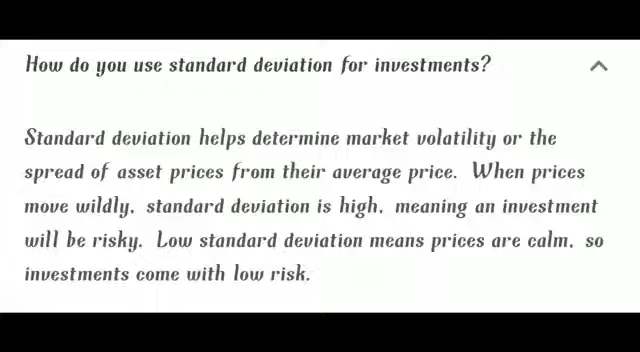 How do you use standard deviation for investments?
Standard deviation helps determine market volatility or the
spread of asset prices from their average price. When prices
move wildly, standard deviation is high, meaning an investment
will be risky. Low standard deviation means prices are calm, so
investments come with low risk.